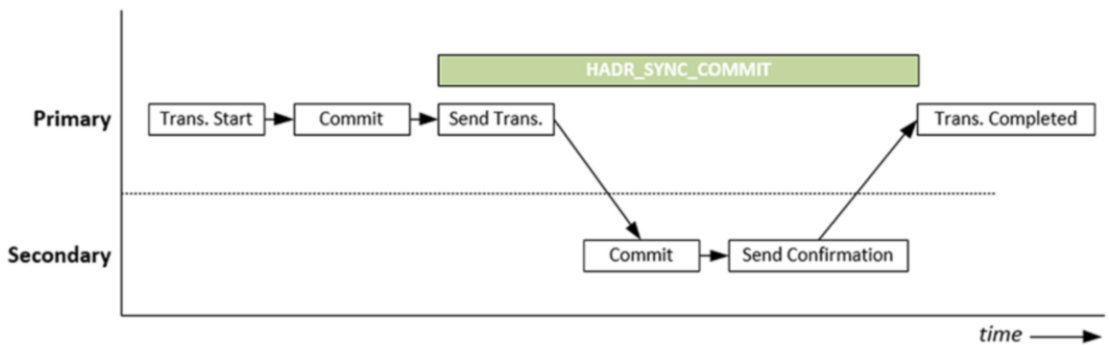 HADR_SYNC_COMMIT
Primary
Trans. Start
Commit
Send Trans.
Trans. Completed
Secondary
Commit
Send Confirmation
time